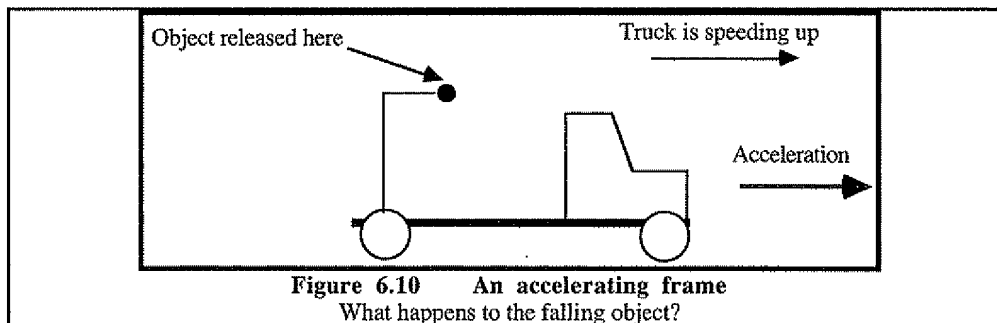 Object released here
Truck is speeding up
Acceleration
Figure 6.10 An accelerating frame
What happens to the falling object?